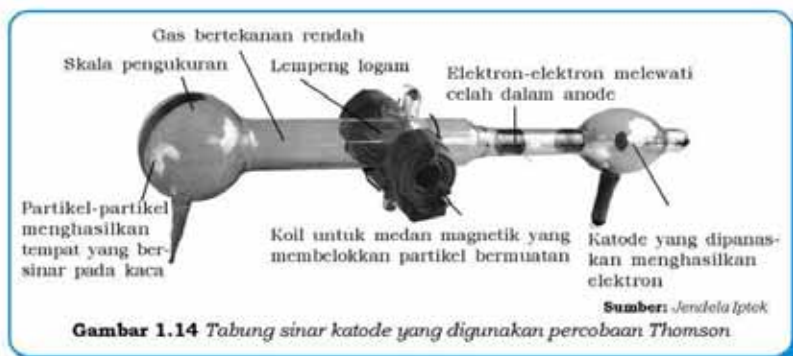 Gas bertekanan rendah
Skala pengukuran
Lempeng logam
Elektron-elektron melewati
celah dalam anode
Partikel-partikel
menghasilkan
tempat yang ber-
sinar pada kaca
Koil untuk medan magnetik yang
membelokkan partikel bermuatan
Katode yang dipanas-
kan menghasilkan
elektron
Sumber: Jendela Iptek
Gambar 1.14 Tabung sinar katode yang digunakan percobaan Thomson